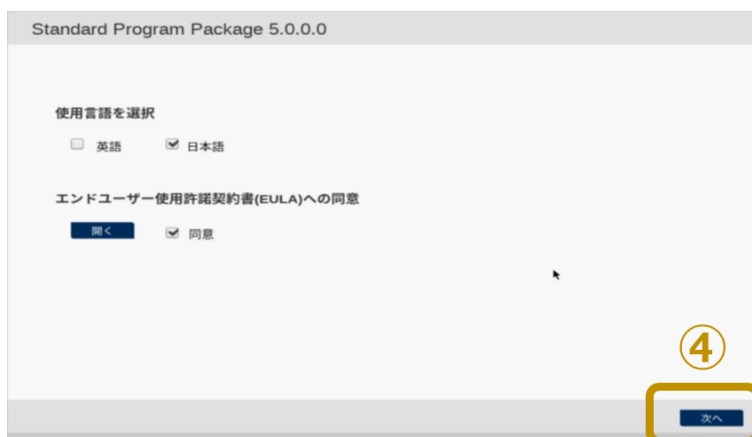 Standard Program Package 5.0.0.0
使用言語を選択
英語 日本語
エンドユーザー使用許諾契約書(EULA)への同意
開く 同意
④
次へ